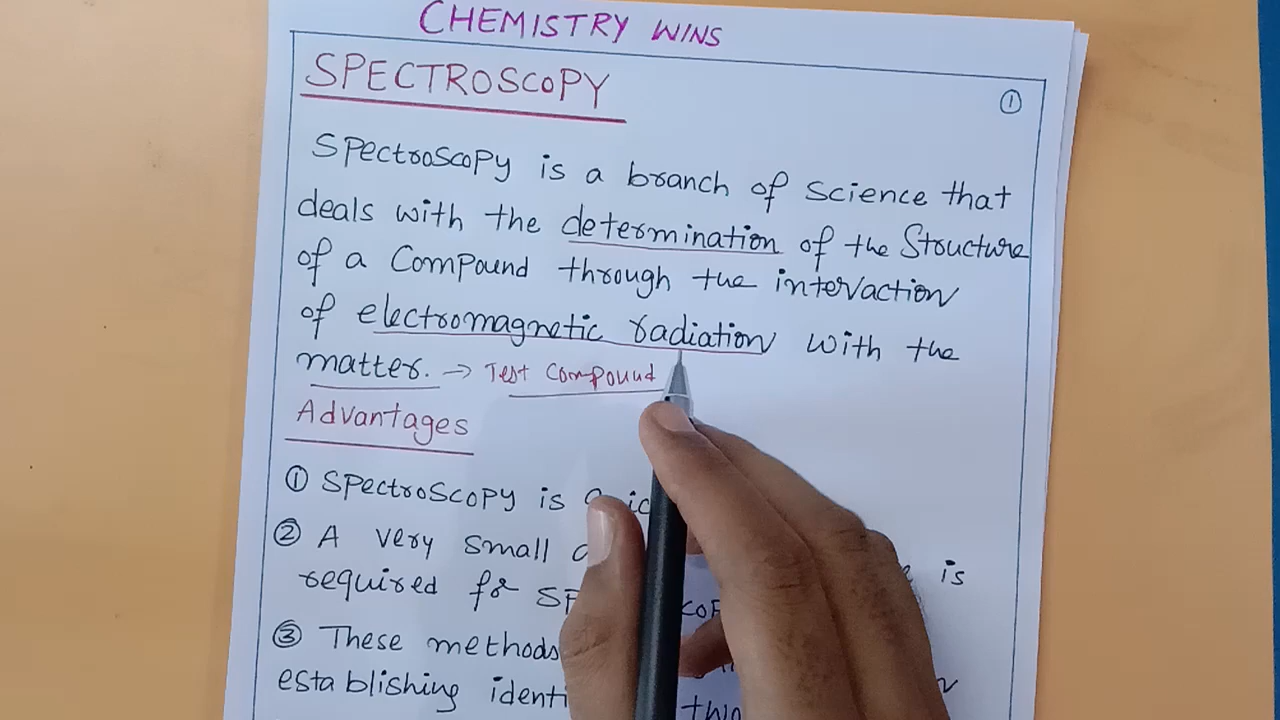 CHEMISTRY WINS
SPECTROSCOPY
①
Spectroscopy is a branch of science that
deals with the determination of the structure
of a compound through the interaction
of electromagnetic radiation with the
matter. → Test compound
Advantages
① Spectroscopy is
② A very small is
required for
③ These methods
establishing